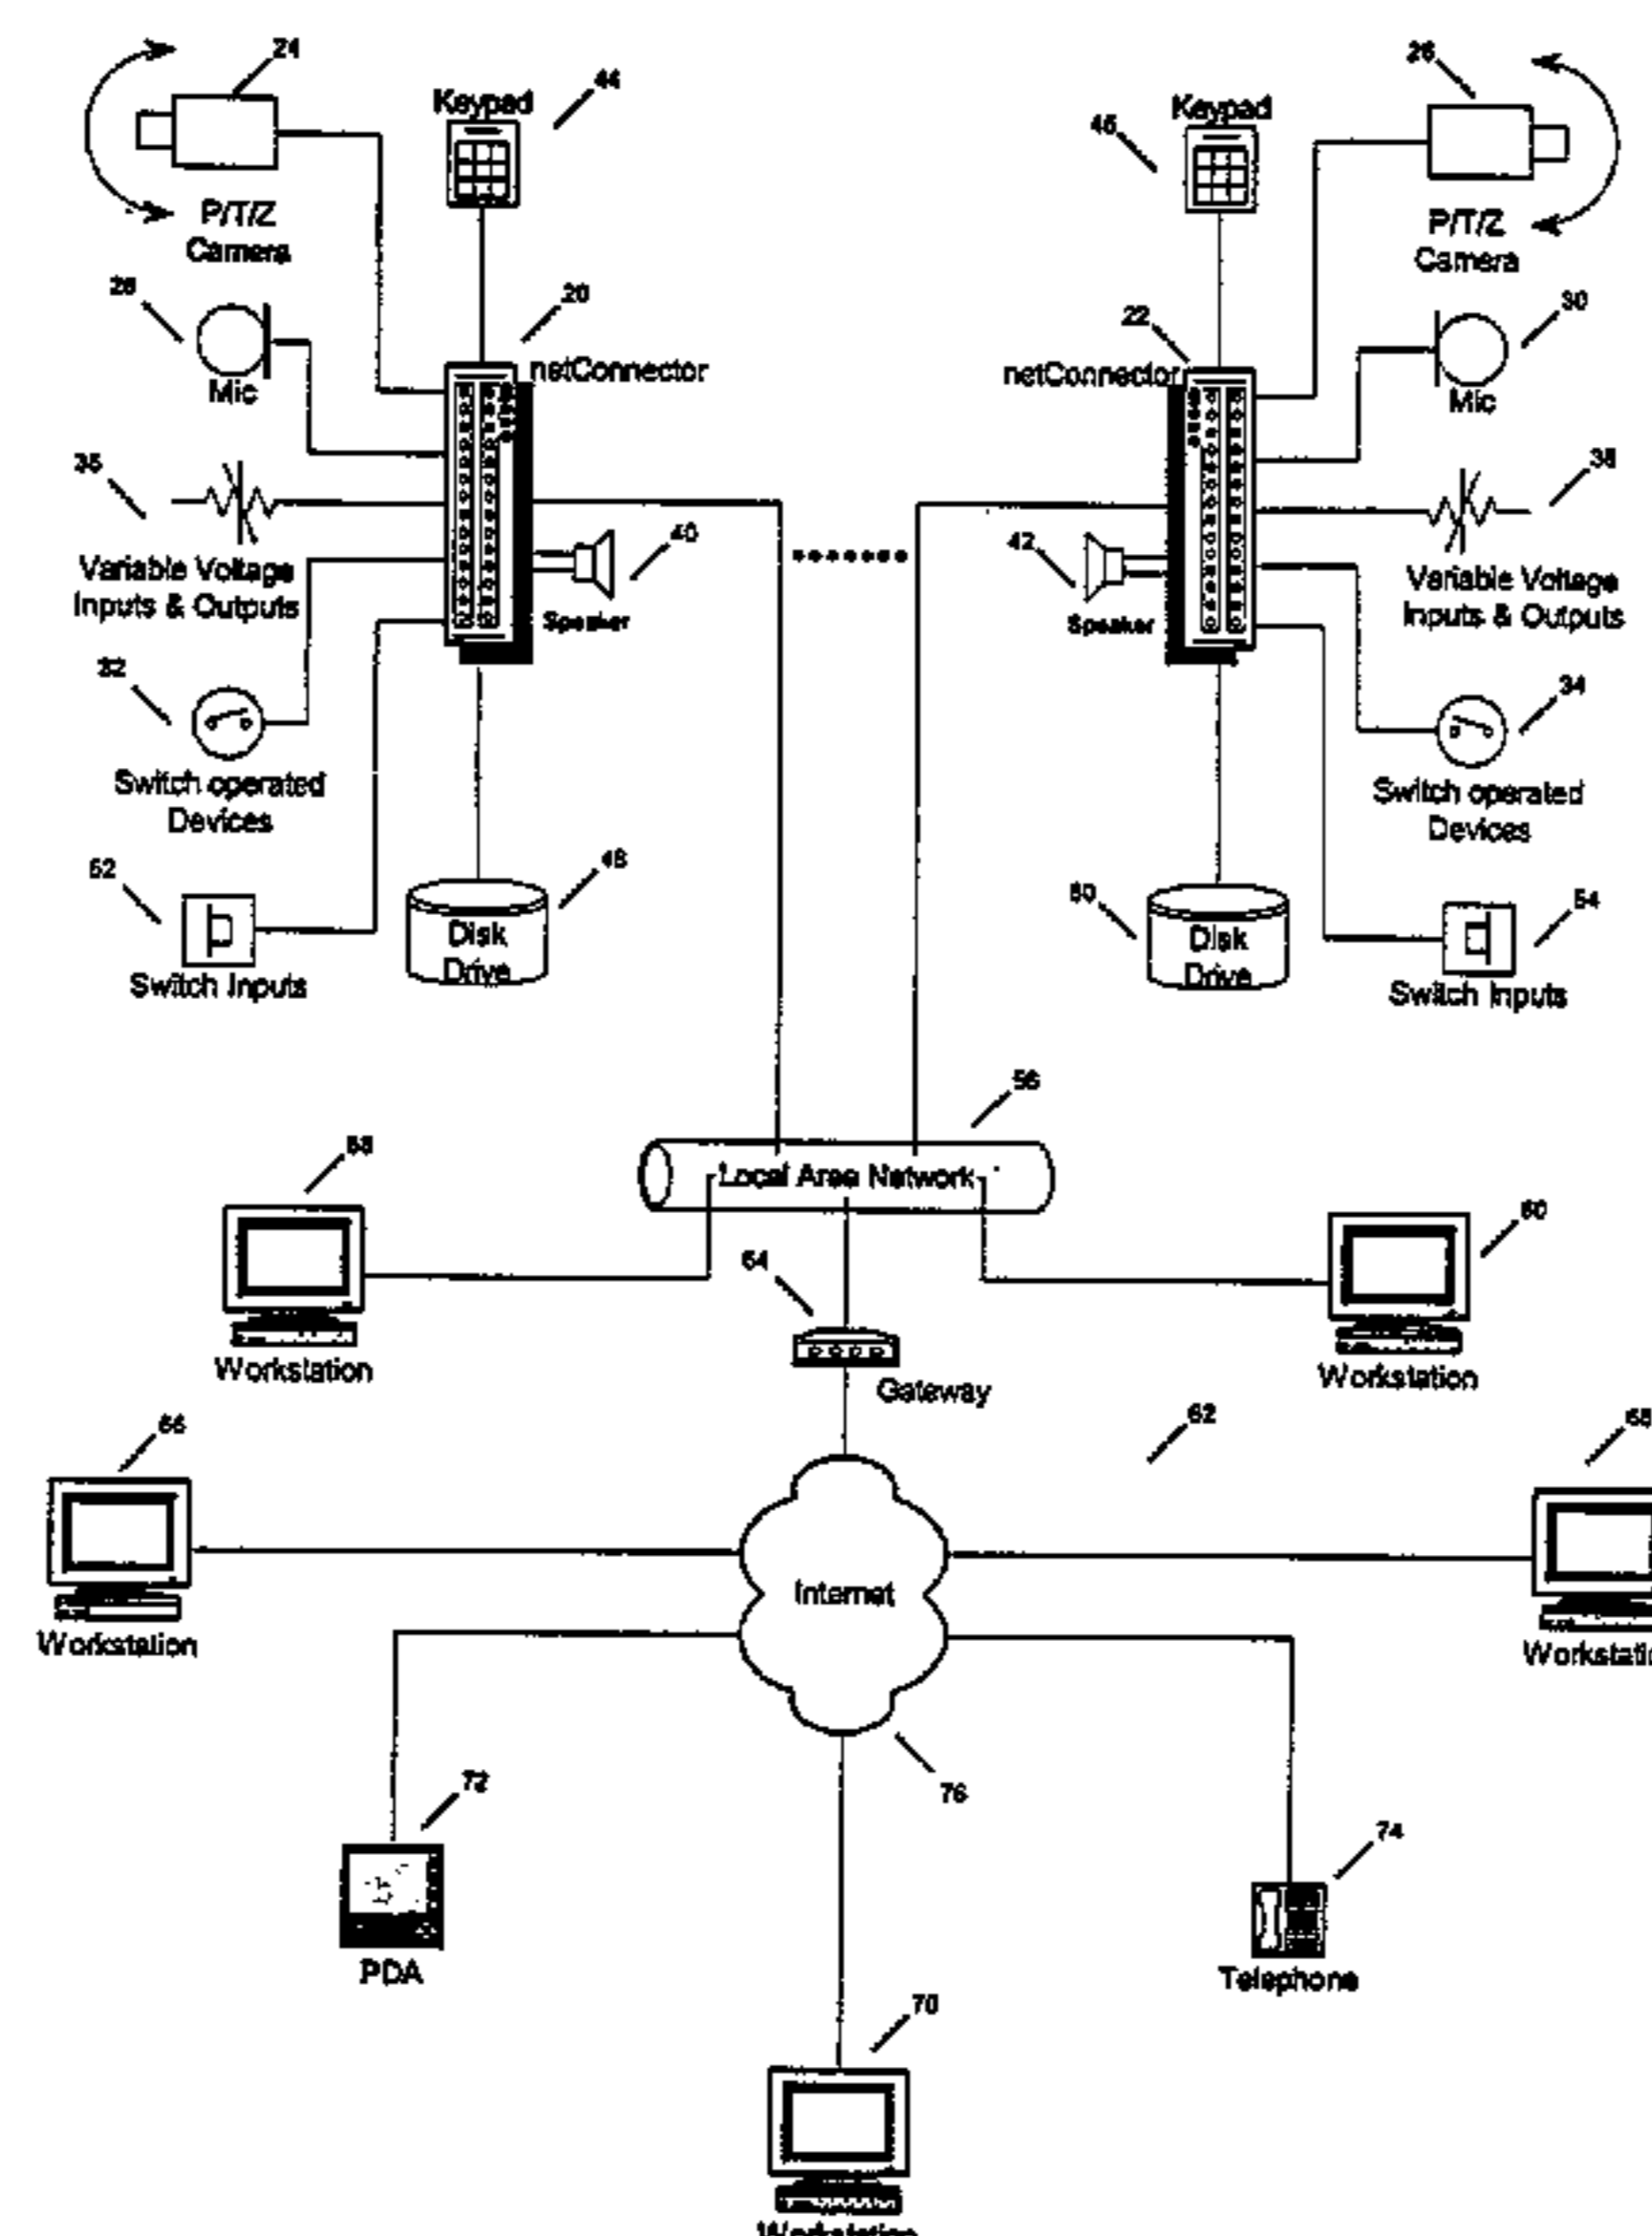 24
44
Keypad
26
Keypad
P/T/Z
Camera
P/T/Z
Camera
20
30
22
netConnector
netConnector
Mic
Mic
38
40
42
Variable Voltage
Inputs & Outputs
Variable Voltage
Inputs & Outputs
Speaker
Speaker
32
34
Switch operated
Devices
Switch operated
Devices
52
48
50
54
Disk
Drive
Disk
Drive
Switch Inputs
Switch Inputs
56
58
Local Area Network
60
64
Workstation
Gateway
Workstation
66
62
68
Internet
Workstation
72
76
74
PDA
Telephone
70
Workstation